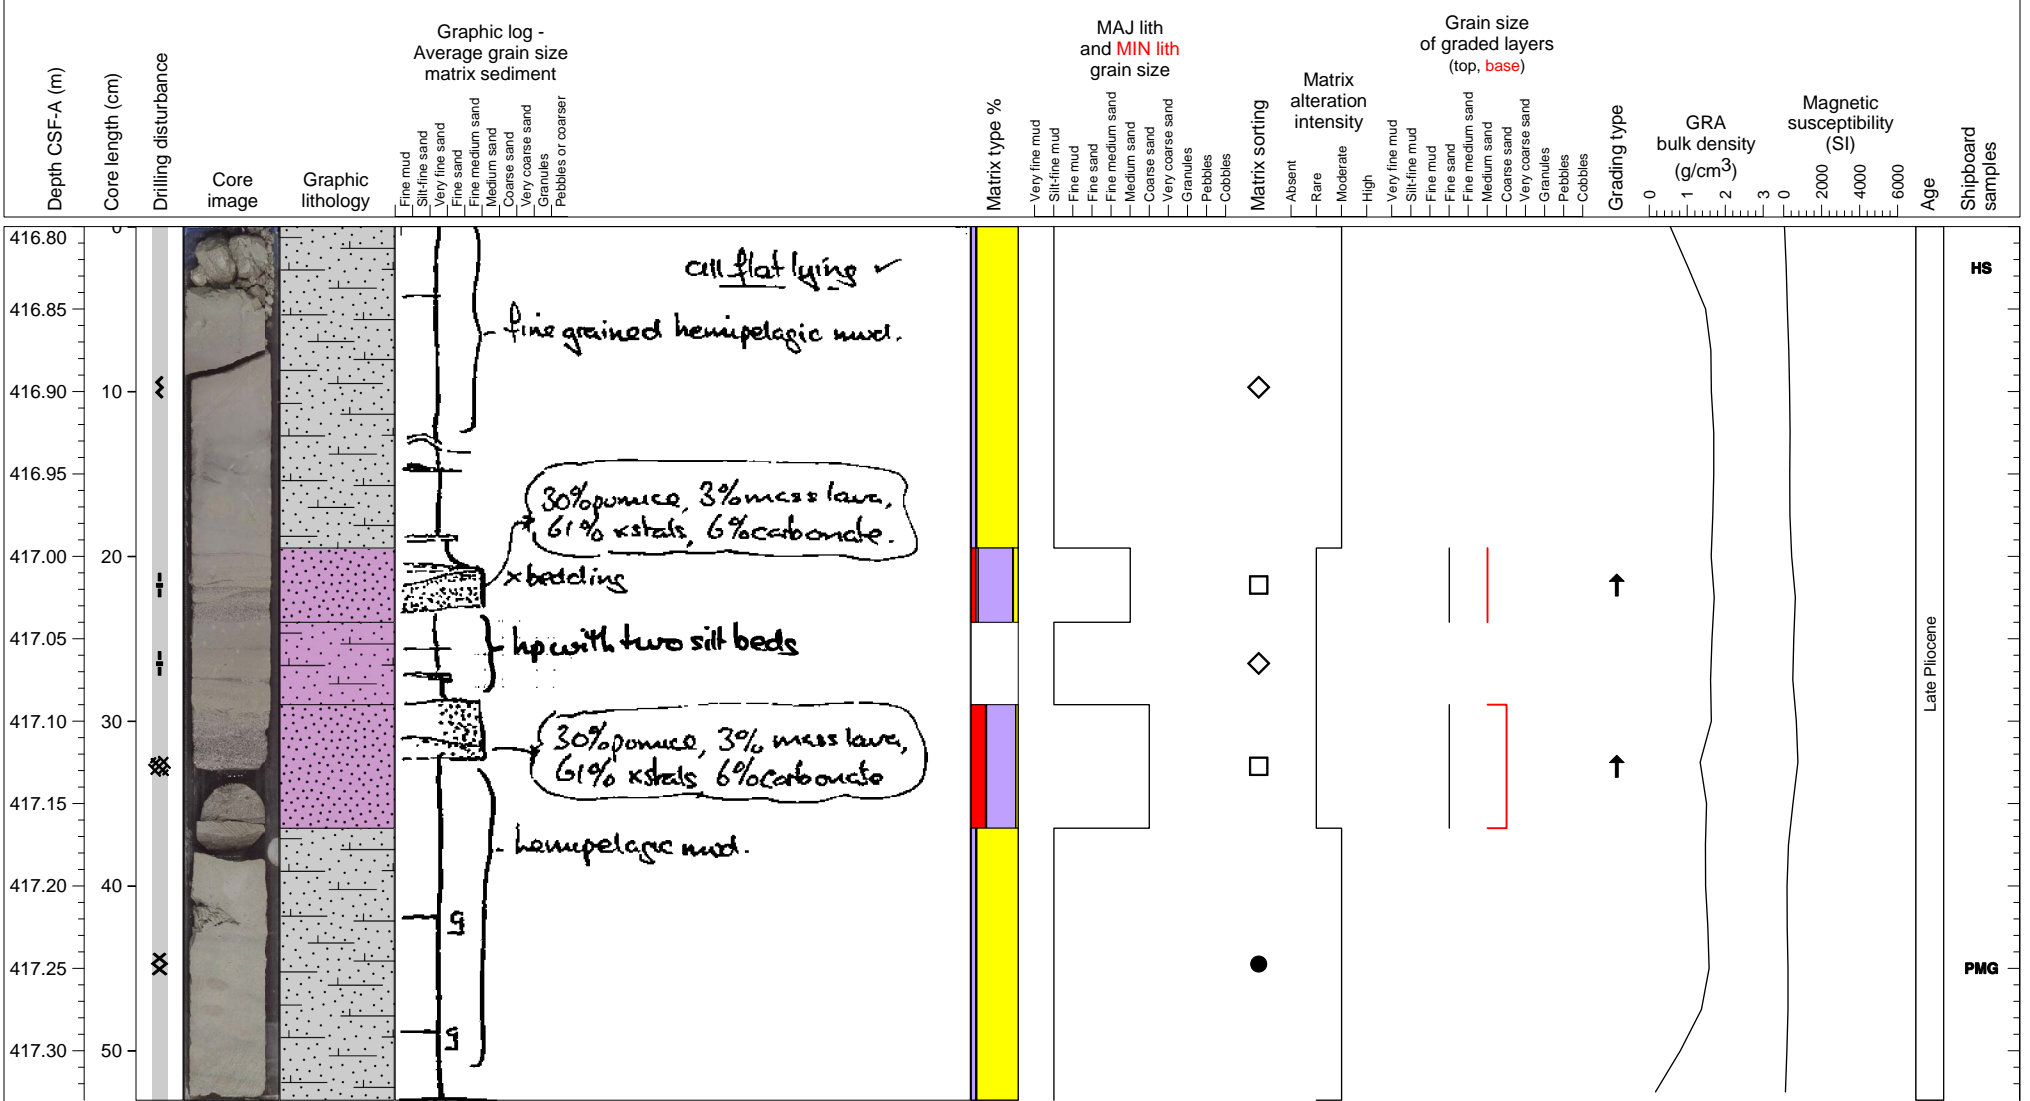 Depth CSF-A (m)
Core length (cm)
Drilling disturbance
Core
image
Graphic
lithology
Graphic log -
Average grain size
matrix sediment
Fine mud
Silt-fine sand
Very fine sand
Fine sand
Fine medium sand
Medium sand
Coarse sand
Very coarse sand
Granules
Pebbles or coarser
Matrix type %
MAJ lith
and MIN lith
grain size
Very fine mud
Silt-fine mud
Fine mud
Fine sand
Fine medium sand
Medium sand
Coarse sand
Very coarse sand
Granules
Pebbles
Cobbles
Matrix sorting
Matrix
alteration
intensity
Absent
Rare
Moderate
High
Grain size
of graded layers
(top, base)
Very fine mud
Silt-fine mud
Fine mud
Fine sand
Fine medium sand
Medium sand
Coarse sand
Very coarse sand
Granules
Pebbles
Cobbles
Grading type
GRA
bulk density
(g/cm3)
0 1 2 3
Magnetic
susceptibility
(SI)
0 2000 4000 6000
Age
Shipboard
samples
416.80
416.85
416.90
416.95
417.00
417.05
417.10
417.15
417.20
417.25
417.30
0
10
20
30
40
50
all flat lying ✓
fine grained hemipelagic mud.
30% pumice, 3% mass lava,
61% xstals, 6% carbonate.
x bedding
hp with two silt beds
30% pumice, 3% mass lava,
61% xstals 6% carbonate
hemipelagic mud.
Late Pliocene
HS
PMG